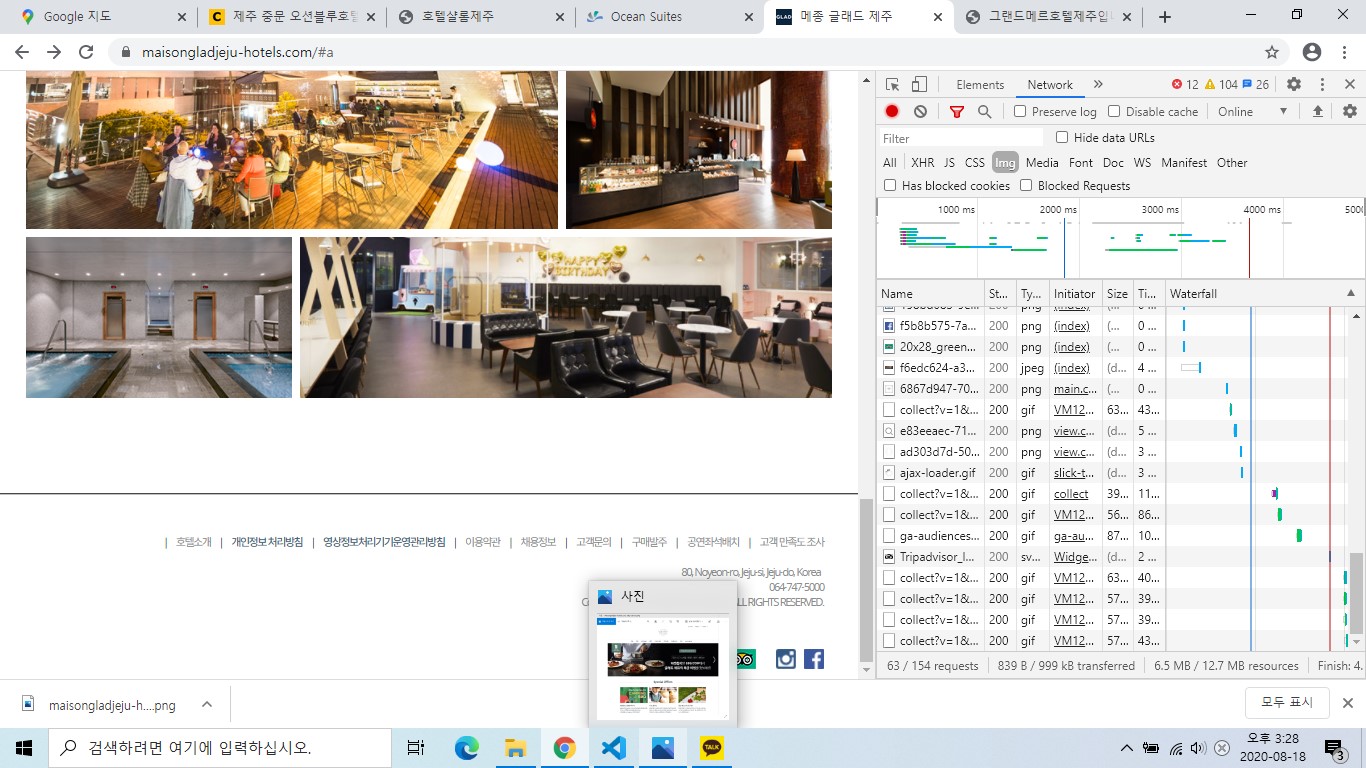 Google 지도
제주 중문 오션블루호텔
호텔샬롬제주
Ocean Suites
GLAD 메종 글래드 제주
그랜드메르호텔제주입니
maisongladjeju-hotels.com/#a
HAPPY
BIRTHDAY
호텔소개 | 개인정보 처리방침 | 영상정보처리기기운영관리방침 | 이용약관 | 채용정보 | 고객문의 | 구매발주 | 공연좌석배치 | 고객 만족도 조사
80, Noyeon-ro, Jeju-si, Jeju-do, Korea
064-747-5000
ALL RIGHTS RESERVED.
사진
Elements Network » 12 104 26
Preserve log Disable cache Online
Filter Hide data URLs
All XHR JS CSS Img Media Font Doc WS Manifest Other
Has blocked cookies Blocked Requests
1000 ms 2000 ms 3000 ms 4000 ms 5000
Name St... Ty... Initiator Size Ti... Waterfall
f5b8b575-7a... 200 png (index) (... 0 ...
20x28_green... 200 png (index) (... 0 ...
f6edc624-a3... 200 jpeg (index) (d... 4 ...
6867d947-70... 200 png main.c... (... 0 ...
collect?v=1&... 200 gif VM12... 63... 43...
e83eeaec-71... 200 png view.c... (d... 5 ...
ad303d7d-50... 200 png view.c... (d... 3 ...
ajax-loader.gif 200 gif slick-t... (d... 3 ...
collect?v=1&... 200 gif collect 39... 11...
collect?v=1&... 200 gif VM12... 56... 86...
ga-audiences... 200 gif ga-au... 87... 10...
Tripadvisor_l... 200 sv... Widge... (d... 2 ...
collect?v=1&... 200 gif VM12... 63... 40...
collect?v=1&... 200 gif VM12... 57... 39...
collect?v=1&... 200 gif VM12... 57... 39...
collect?v=1&... 200 gif VM12... 57... 43...
63 / 154 requests 839 B / 999 kB transf 6.5 MB / 12.7 MB resources Finish: 4.
maisongladjeju-h....png
모두 표시
검색하려면 여기에 입력하십시오.
TALK
오후 3:28
2020-08-18
3